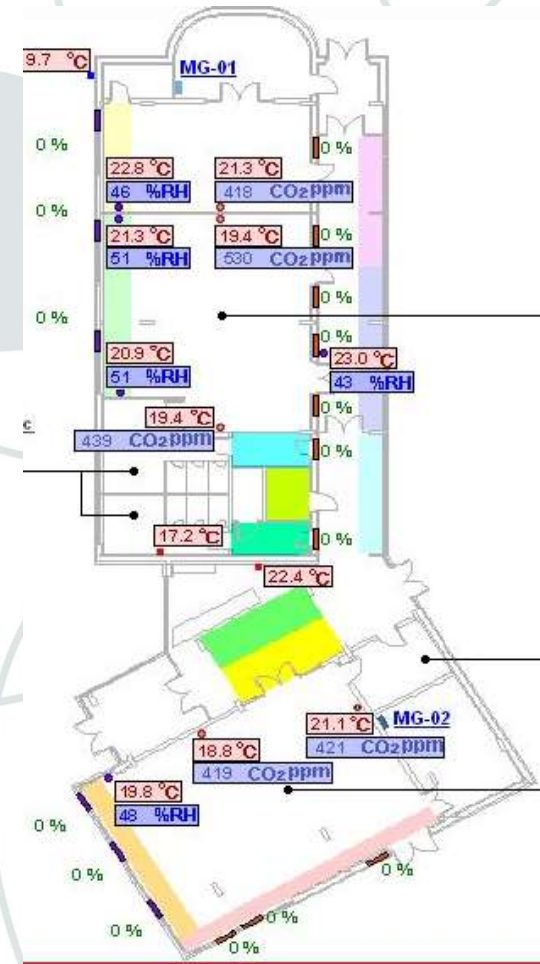 9.7 °C
MG-01
0 %
0 %
22.8 °C
21.3 °C
46 %RH
418 CO2ppm
0 %
21.3 °C
19.4 °C
0 %
51 %RH
530 CO2ppm
0 %
0 %
0 %
20.9 °C
23.0 °C
51 %RH
43 %RH
19.4 °C
0 %
c
439 CO2ppm
0 %
17.2 °C
0 %
22.4 °C
21.1 °C
MG-02
18.8 °C
421 CO2ppm
419 CO2ppm
19.8 °C
48 %RH
0 %
0 %
0 %
0 %
0 %
0 %